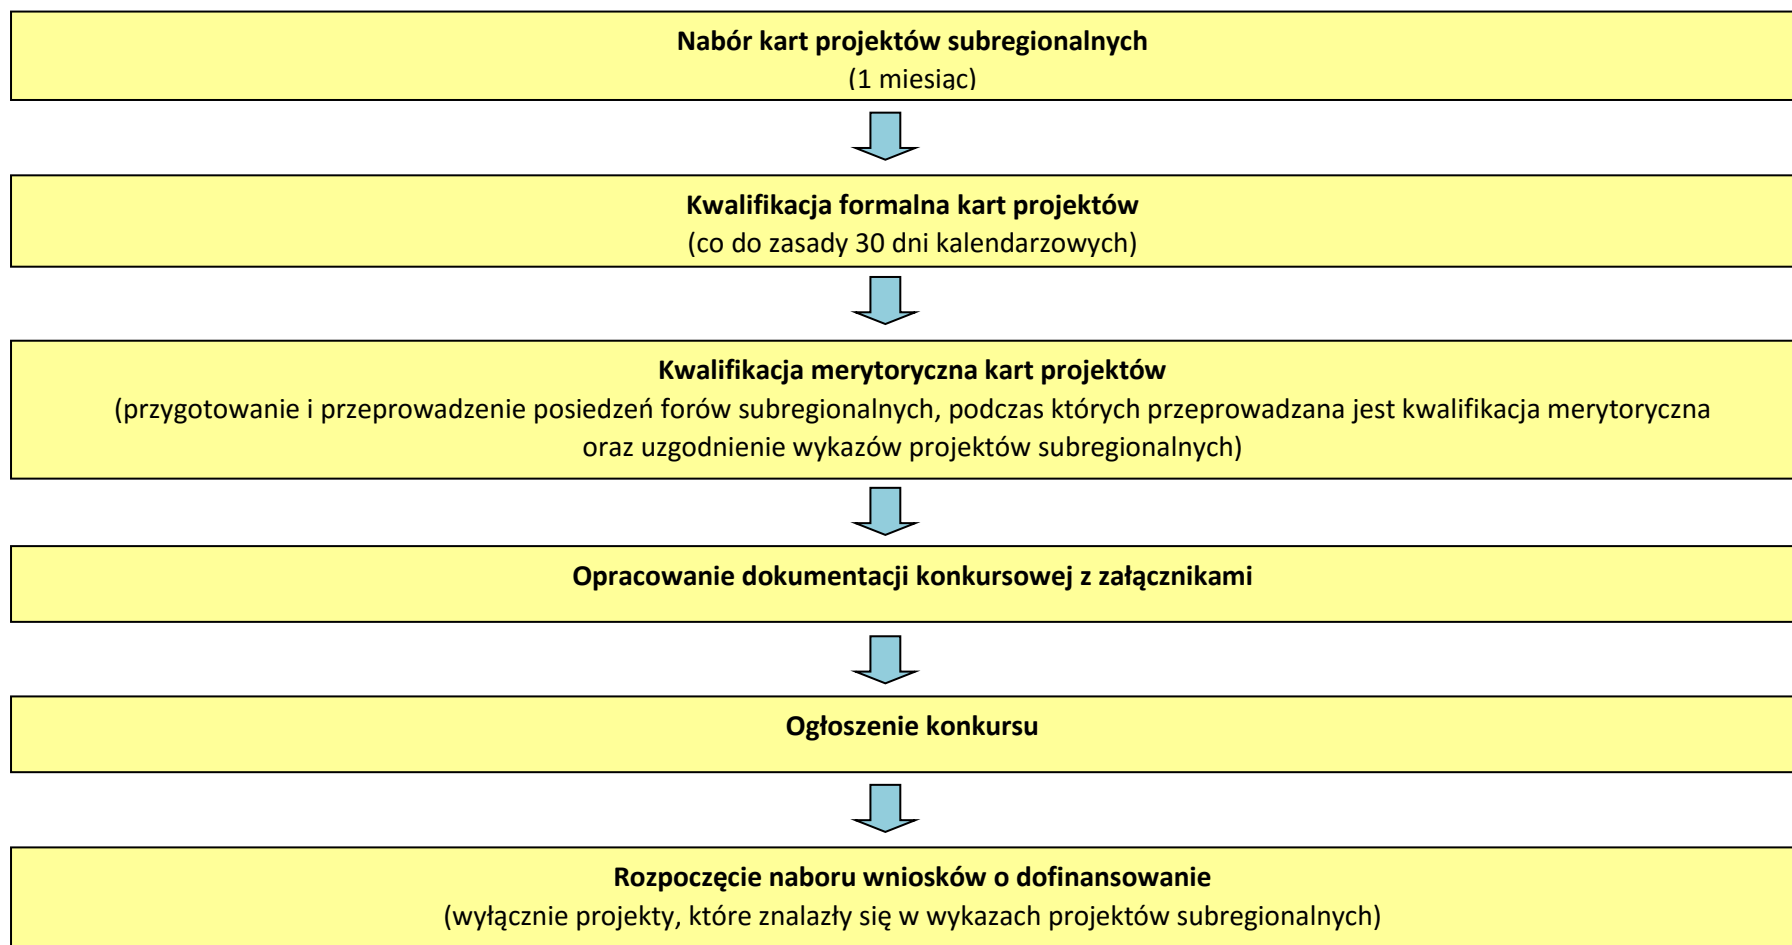 Nabór kart projektów subregionalnych
(1 miesiąc)
Kwalifikacja formalna kart projektów
(co do zasady 30 dni kalendarzowych)
Kwalifikacja merytoryczna kart projektów
(przygotowanie i przeprowadzenie posiedzeń forów subregionalnych, podczas których przeprowadzana jest kwalifikacja merytoryczna
oraz uzgodnienie wykazów projektów subregionalnych)
Opracowanie dokumentacji konkursowej z załącznikami
Ogłoszenie konkursu
Rozpoczęcie naboru wniosków o dofinansowanie
(wyłącznie projekty, które znalazły się w wykazach projektów subregionalnych)